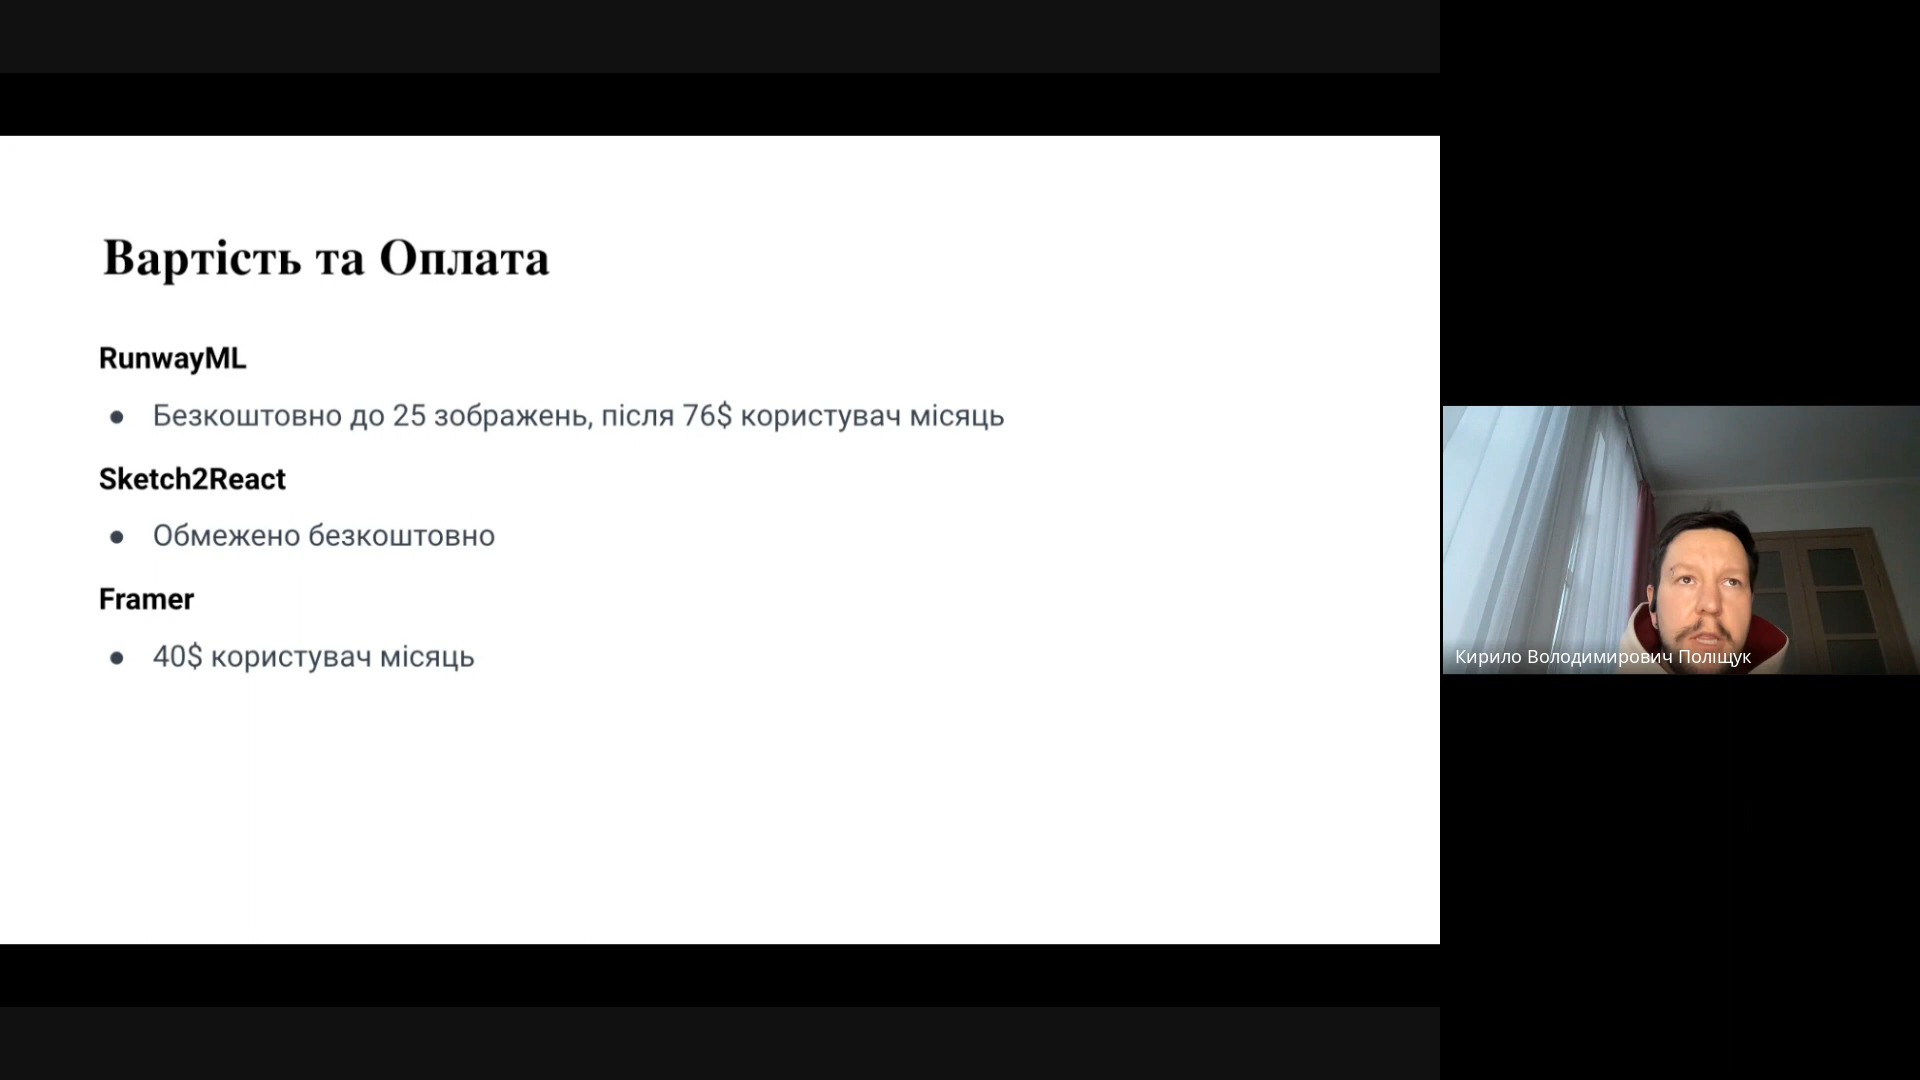 Вартість та Оплата
RunwayML
● Безкоштовно до 25 зображень, після 76$ користувач місяць
Sketch2React
● Обмежено безкоштовно
Framer
● 40$ користувач місяць
Кирило Володимирович Поліщук